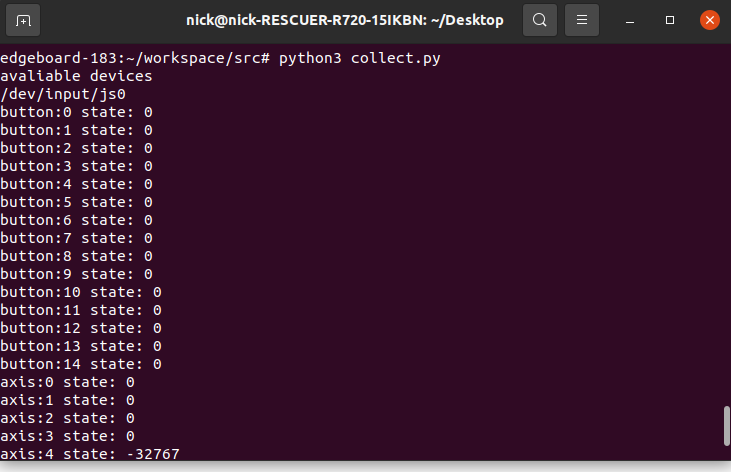 nick@nick-RESCUER-R720-15IKBN: ~/Desktop
edgeboard-183:~/workspace/src# python3 collect.py
avaliable devices
/dev/input/js0
button:0 state: 0
button:1 state: 0
button:2 state: 0
button:3 state: 0
button:4 state: 0
button:5 state: 0
button:6 state: 0
button:7 state: 0
button:8 state: 0
button:9 state: 0
button:10 state: 0
button:11 state: 0
button:12 state: 0
button:13 state: 0
button:14 state: 0
axis:0 state: 0
axis:1 state: 0
axis:2 state: 0
axis:3 state: 0
axis:4 state: -32767